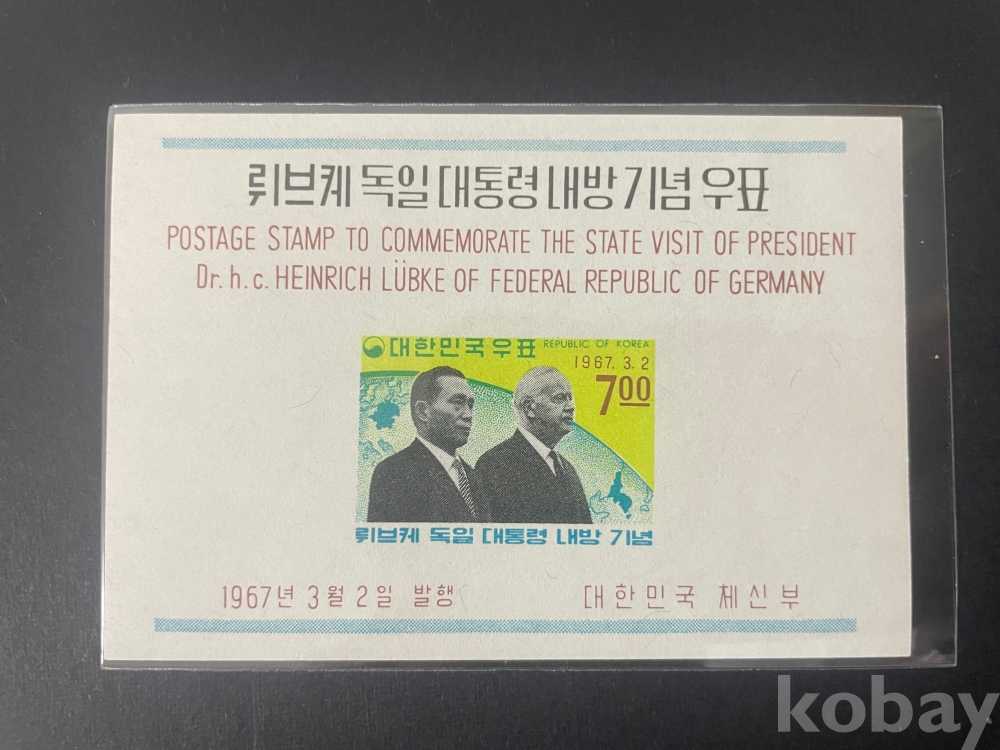 뤼브케 독일 대통령 내방 기념 우표
POSTAGE STAMP TO COMMEMORATE THE STATE VISIT OF PRESIDENT
Dr. h. c. HEINRICH LÜBKE OF FEDERAL REPUBLIC OF GERMANY
대한민국우표 REPUBLIC OF KOREA
1967. 3. 2
700
뤼브케 독일 대통령 내방 기념
1967년 3월 2일 발행 대한민국 체신부
kobay